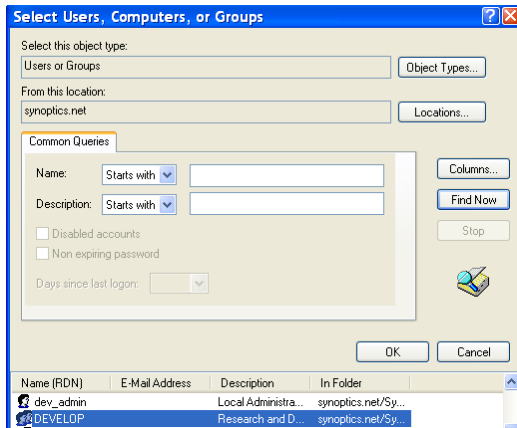 Select Users, Computers, or Groups
Select this object type:
Users or Groups
Object Types...
From this location:
synoptics.net
Locations...
Common Queries
Name: Starts with
Columns...
Description: Starts with
Find Now
Disabled accounts
Stop
Non expiring password
Days since last logon:
OK Cancel
Name (RDN) E-Mail Address Description In Folder
dev_admin Local Administra... synoptics.net/Sy...
DEVELOP Research and D... synoptics.net/Sy...